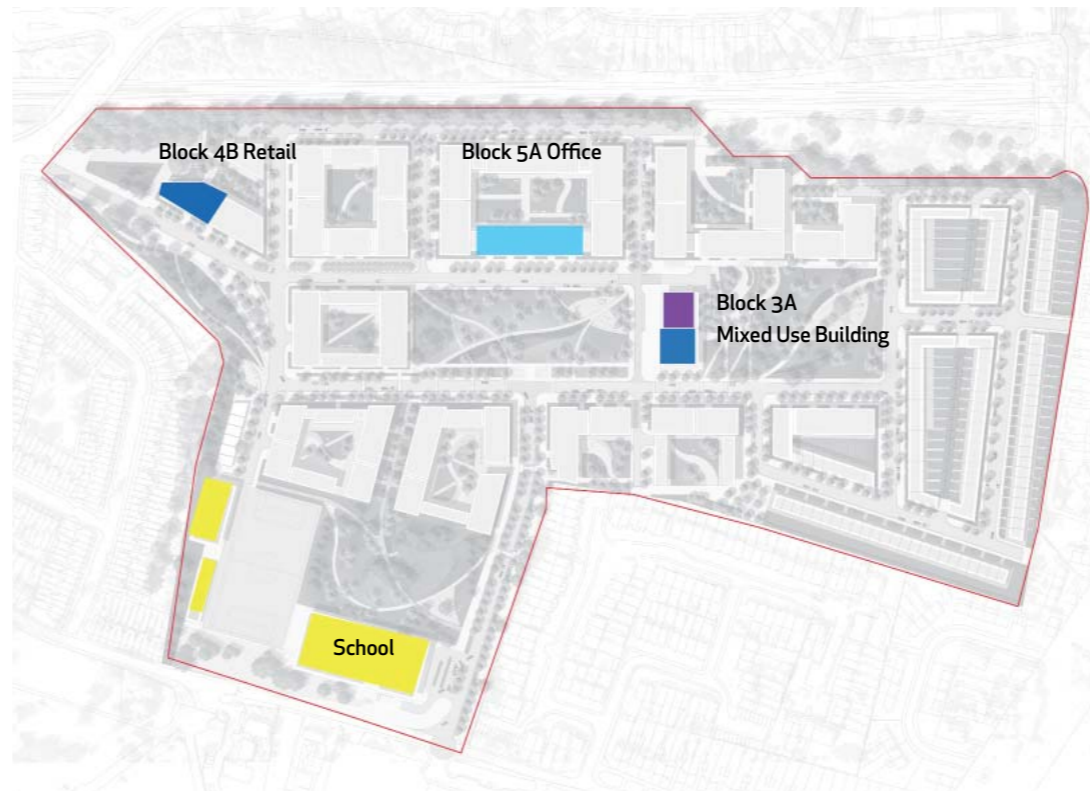 Block 4B Retail
Block 5A Office
Block 3A
Mixed Use Building
School